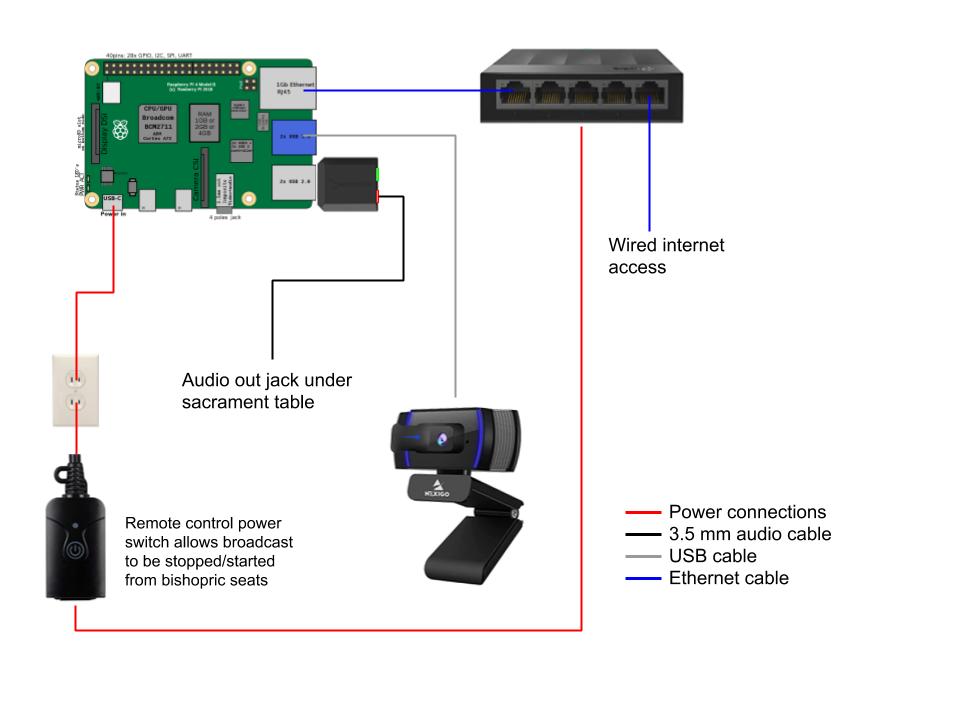 40pins: 28x GPIO, I2C, SPI, UART
Raspberry Pi 4 Model B
(c) Raspberry Pi 2018
1Gb Ethernet
RJ45
CPU/GPU
Broadcom
BCM2711
ARM
Cortex A72
RAM
1GB or
2GB or
4GB
Display DSI
Camera CSI
2x USB
2x USB 2.0
USB-C
Power in
4 poles jack
Wired internet
access
Audio out jack under
sacrament table
NEXIGO
Remote control power
switch allows broadcast
to be stopped/started
from bishopric seats
Power connections
3.5 mm audio cable
USB cable
Ethernet cable